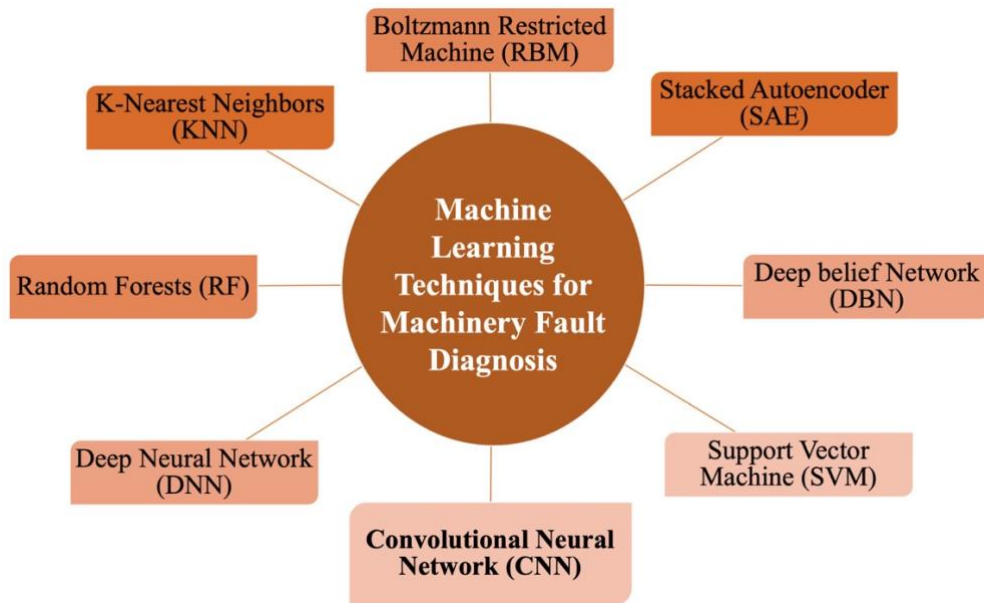 Boltzmann Restricted
Machine (RBM)
K-Nearest Neighbors
(KNN)
Stacked Autoencoder
(SAE)
Machine
Learning
Techniques for
Machinery Fault
Diagnosis
Random Forests (RF)
Deep belief Network
(DBN)
Deep Neural Network
(DNN)
Support Vector
Machine (SVM)
Convolutional Neural
Network (CNN)